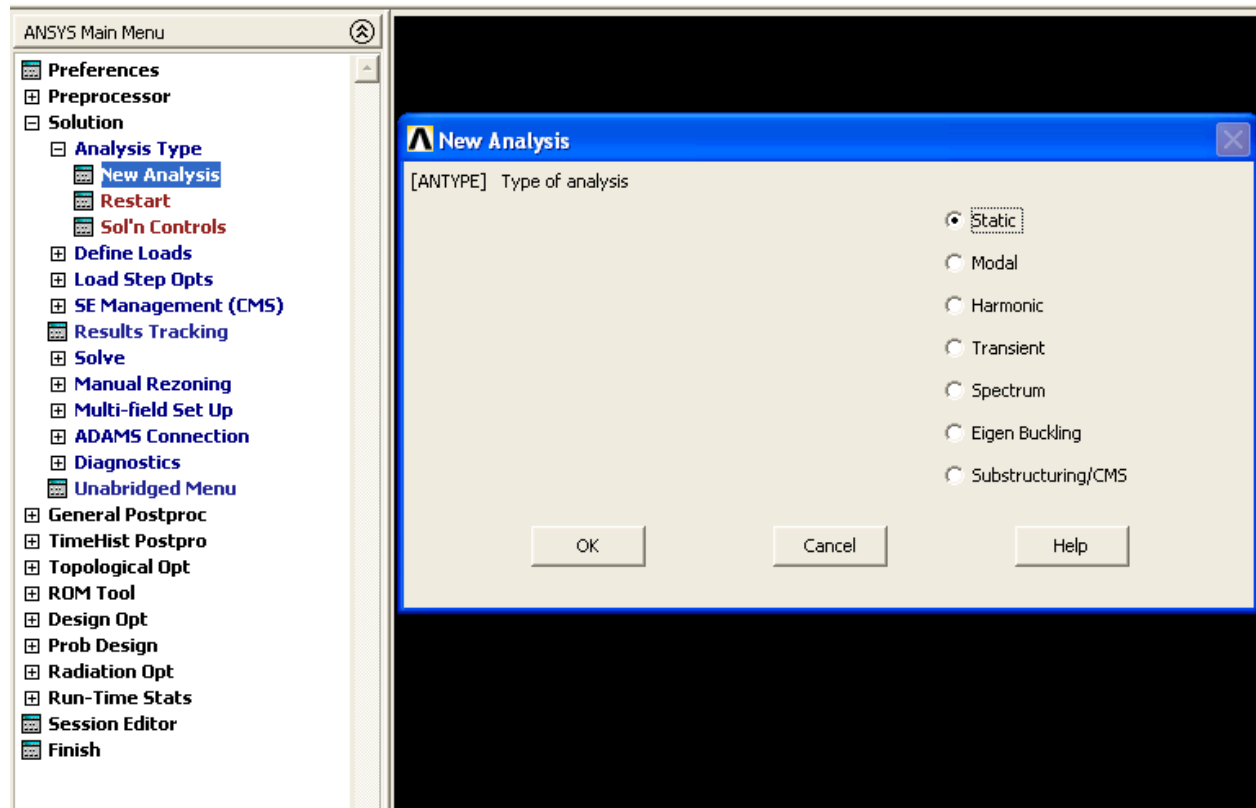 ANSYS Main Menu
Preferences
Preprocessor
Solution
Analysis Type
New Analysis
Restart
Sol'n Controls
Define Loads
Load Step Opts
SE Management (CMS)
Results Tracking
Solve
Manual Rezoning
Multi-field Set Up
ADAMS Connection
Diagnostics
Unabridged Menu
General Postproc
TimeHist Postpro
Topological Opt
ROM Tool
Design Opt
Prob Design
Radiation Opt
Run-Time Stats
Session Editor
Finish
New Analysis
[ANTYPE] Type of analysis
Static
Modal
Harmonic
Transient
Spectrum
Eigen Buckling
Substructuring/CMS
OK Cancel Help